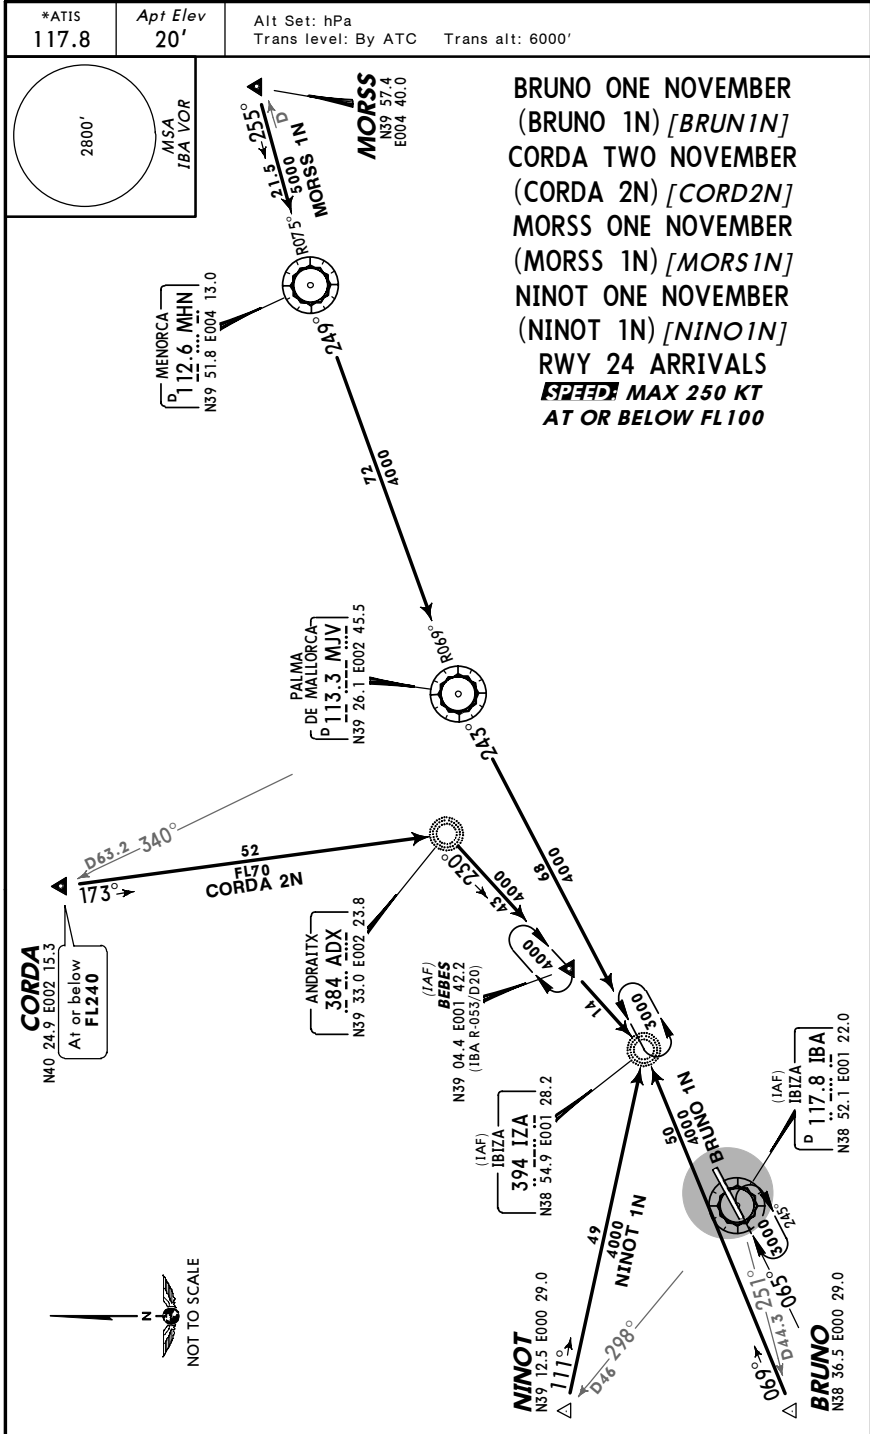 *ATIS
117.8
Apt Elev
20'
Alt Set: hPa
Trans level: By ATC Trans alt: 6000'
2800'
MSA
IBA VOR
BRUNO ONE NOVEMBER
(BRUNO 1N) [BRUN1N]
CORDA TWO NOVEMBER
(CORDA 2N) [CORD2N]
MORSS ONE NOVEMBER
(MORSS 1N) [MORS1N]
NINOT ONE NOVEMBER
(NINOT 1N) [NINO1N]
RWY 24 ARRIVALS
SPEED: MAX 250 KT
AT OR BELOW FL100
MORSS
N39 57.4
E004 40.0
D
255°
21.5
5000
MORSS 1N
R075°
MENORCA
D 112.6 MHN
N39 51.8 E004 13.0
249°
72
4000
R069°
PALMA
DE MALLORCA
D 113.3 MJV
N39 26.1 E002 45.5
243°
68
4000
D63.2 340°
CORDA
N40 24.9 E002 15.3
At or below
FL240
173°
52
FL70
CORDA 2N
ANDRAITX
384 ADX
N39 33.0 E002 23.8
230°
43
4000
4000
(IAF)
BEBES
N39 04.4 E001 42.2
(IBA R-053/D20)
14
3000
(IAF)
IBIZA
394 IZA
N38 54.9 E001 28.2
(IAF)
IBIZA
D 117.8 IBA
N38 52.1 E001 22.0
BRUNO 1N
4000
50
3000
245°
065°
D44.3 251°
069°
BRUNO
N38 36.5 E000 29.0
49
4000
NINOT 1N
D46 298°
111°
NINOT
N39 12.5 E000 29.0
N
NOT TO SCALE